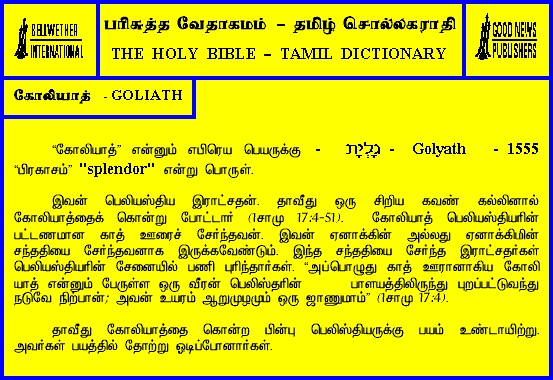 BELLWETHER
INTERNATIONAL
பரிசுத்த வேதாகமம் – தமிழ் சொல்லகராதி
THE HOLY BIBLE – TAMIL DICTIONARY
GOOD NEWS
PUBLISHERS
கோலியாத் - GOLIATH
“கோலியாத்” என்னும் எபிரெய பெயருக்கு - גָּלְיָת - Golyath - 1555
“பிரகாசம்” "splendor" என்று பொருள்.
இவன் பெலியஸ்திய இராட்சதன். தாவீது ஒரு சிறிய கவண் கல்லினால்
கோலியாத்தைக் கொன்று போட்டார் (1சாமு 17:4-51). கோலியாத் பெலியஸ்தியரின்
பட்டணமான காத் ஊரைச் சேர்ந்தவன். இவன் ஏனாக்கின் அல்லது ஏனாக்கிமின்
சந்ததியை சேர்ந்தவனாக இருக்கவேண்டும். இந்த சந்ததியை சேர்ந்த இராட்சதர்கள்
பெலியஸ்தியரின் சேனையில் பணி புரிந்தார்கள். “அப்பொழுது காத் ஊரானாகிய கோலி
யாத் என்னும் பேருள்ள ஒரு வீரன் பெலிஸ்தரின் பாளயத்திலிருந்து புறப்பட்டுவந்து
நடுவே நிற்பான்; அவன் உயரம் ஆறுமுழமும் ஒரு ஜாணுமாம்” (1சாமு 17:4).
தாவீது கோலியாத்தை கொன்ற பின்பு பெலிஸ்தியருக்கு பயம் உண்டாயிற்று.
அவர்கள் பயத்தில் தோற்று ஓடிப்போனார்கள்.